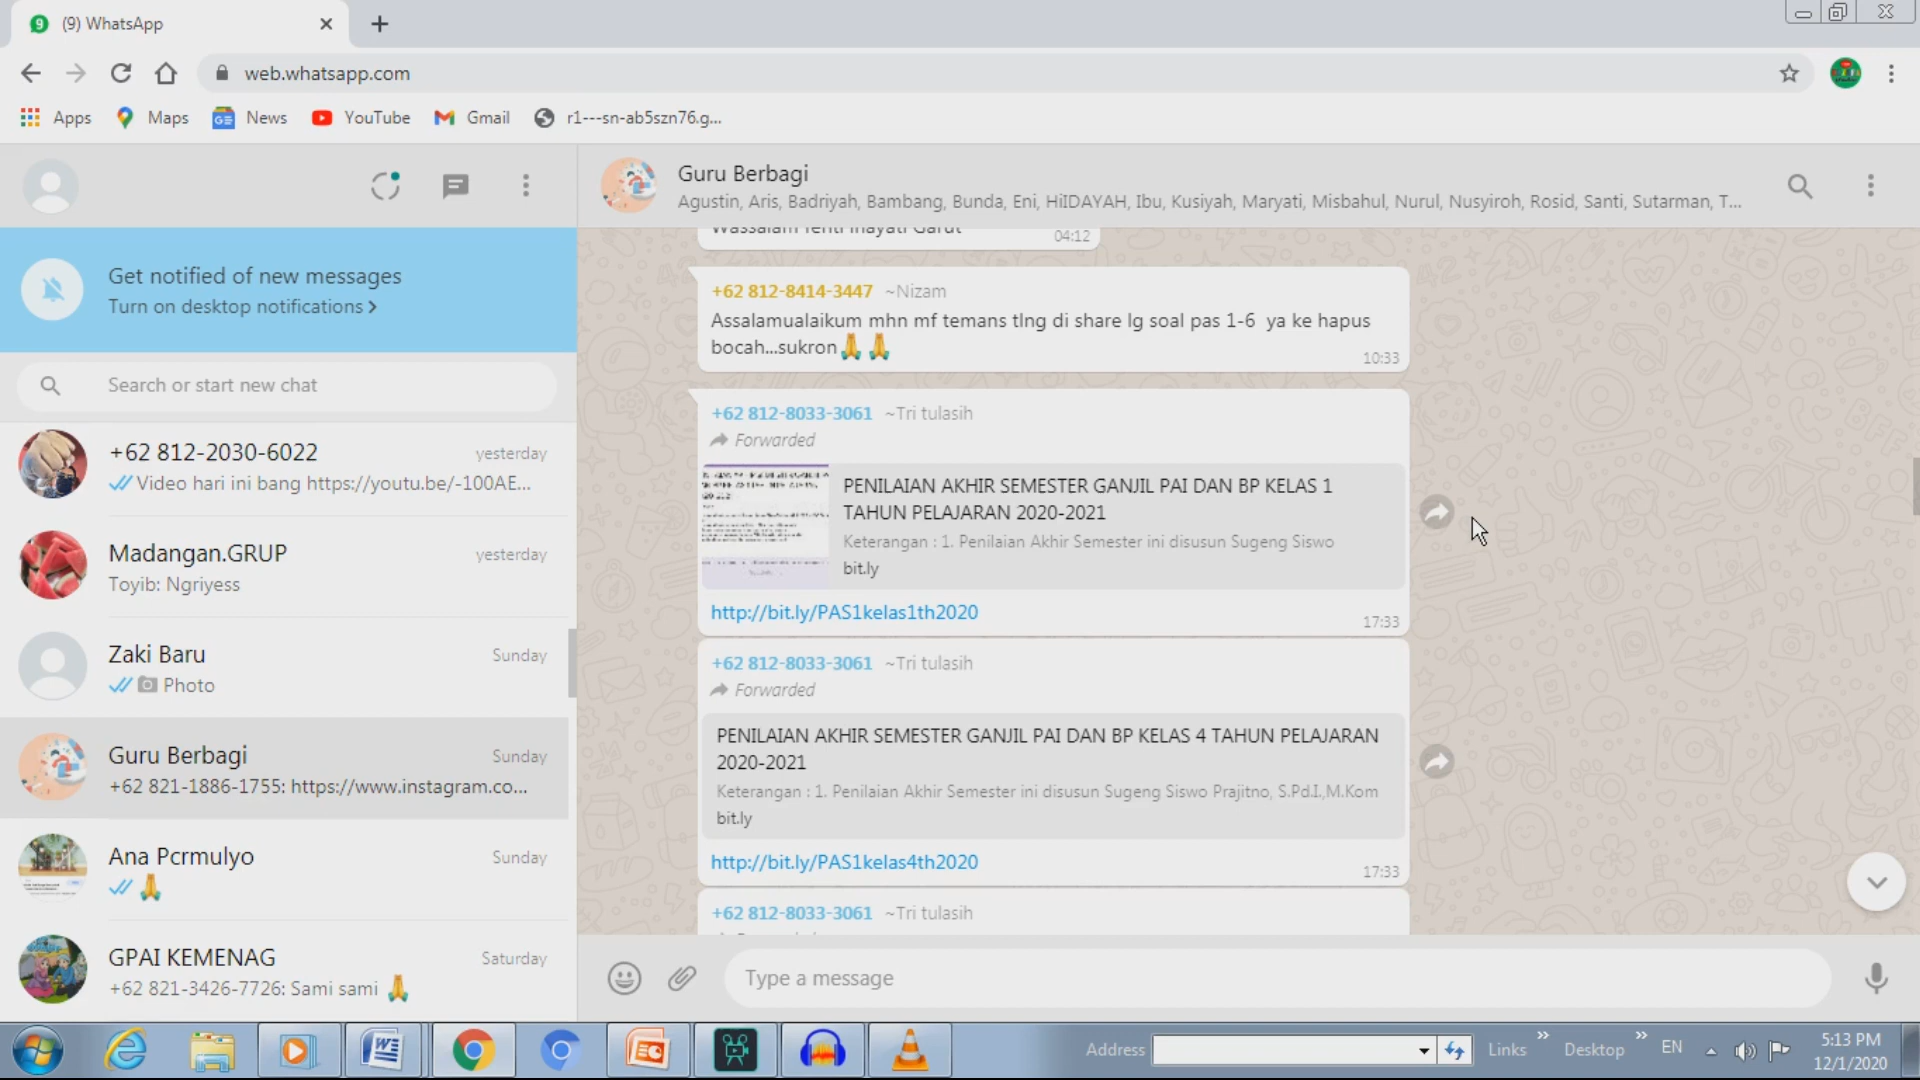 (9) WhatsApp
web.whatsapp.com
Apps
Maps
News
YouTube
Gmail
r1---sn-ab5szn76.g...
Get notified of new messages
Turn on desktop notifications >
Search or start new chat
+62 812-2030-6022
yesterday
Video hari ini bang https://youtu.be/-100AE...
Madangan.GRUP
yesterday
Toyib: Ngriyess
Zaki Baru
Sunday
Photo
Guru Berbagi
Sunday
+62 821-1886-1755: https://www.instagram.co...
Ana Pcrmulyo
Sunday
🙏
GPAI KEMENAG
Saturday
+62 821-3426-7726: Sami sami 🙏
Guru Berbagi
Agustin, Aris, Badriyah, Bambang, Bunda, Eni, HiIDAYAH, Ibu, Kusiyah, Maryati, Misbahul, Nurul, Nusyiroh, Rosid, Santi, Sutarman, T...
Wassalam Tenti Inayati Garut
04:12
+62 812-8414-3447 ~Nizam
Assalamualaikum mhn mf temans tlng di share lg soal pas 1-6 ya ke hapus
bocah...sukron🙏 🙏
10:33
+62 812-8033-3061 ~Tri tulasih
Forwarded
PENILAIAN AKHIR SEMESTER GANJIL PAI DAN BP KELAS 1
TAHUN PELAJARAN 2020-2021
Keterangan : 1. Penilaian Akhir Semester ini disusun Sugeng Siswo
bit.ly
http://bit.ly/PAS1kelas1th2020
17:33
+62 812-8033-3061 ~Tri tulasih
Forwarded
PENILAIAN AKHIR SEMESTER GANJIL PAI DAN BP KELAS 4 TAHUN PELAJARAN
2020-2021
Keterangan : 1. Penilaian Akhir Semester ini disusun Sugeng Siswo Prajitno, S.Pd.I.,M.Kom
bit.ly
http://bit.ly/PAS1kelas4th2020
17:33
+62 812-8033-3061 ~Tri tulasih
Type a message
Address
Links
Desktop
EN
5:13 PM
12/1/2020